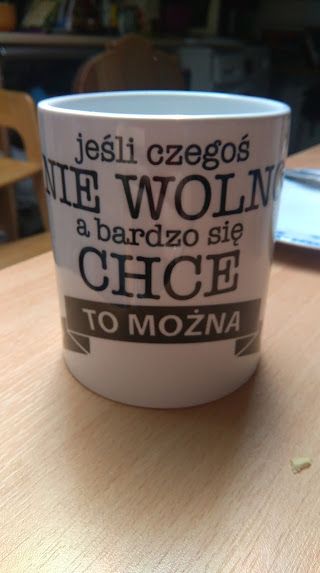 jeśli czegoś
NIE WOLNO
a bardzo się
CHCE
TO MOŻNA